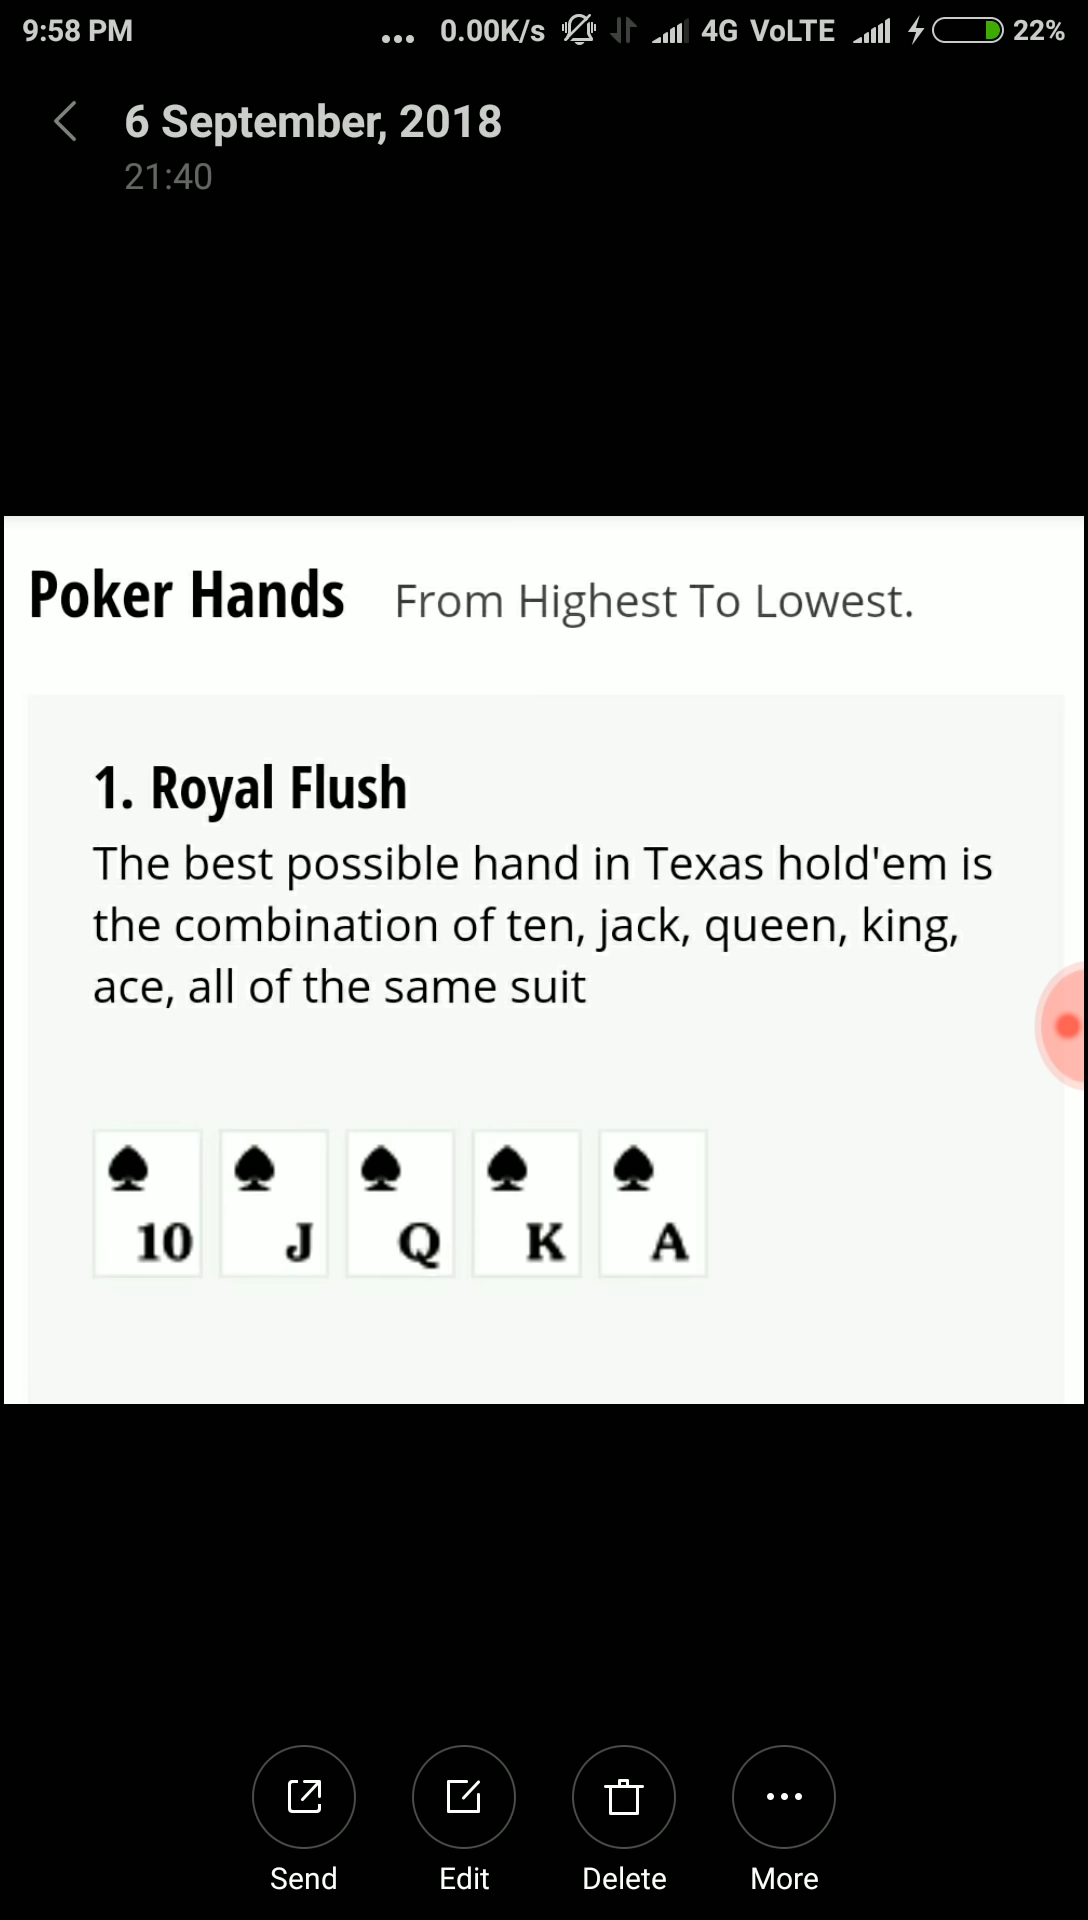 9:58 PM ... 0.00K/s 4G VoLTE 22%
6 September, 2018
21:40
Poker Hands From Highest To Lowest.
1. Royal Flush
The best possible hand in Texas hold'em is
the combination of ten, jack, queen, king,
ace, all of the same suit
10 J Q K A
Send Edit Delete More